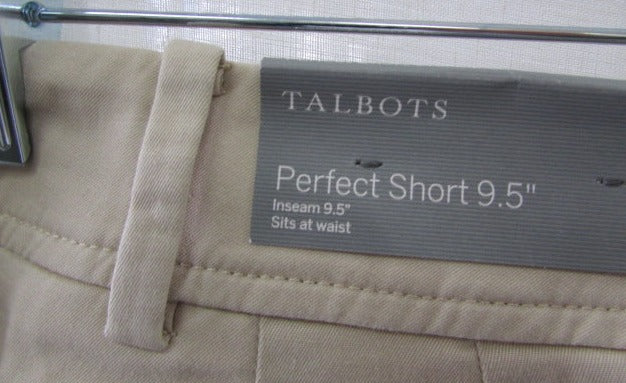 TALBOTS
Perfect Short 9.5"
Inseam 9.5"
Sits at waist